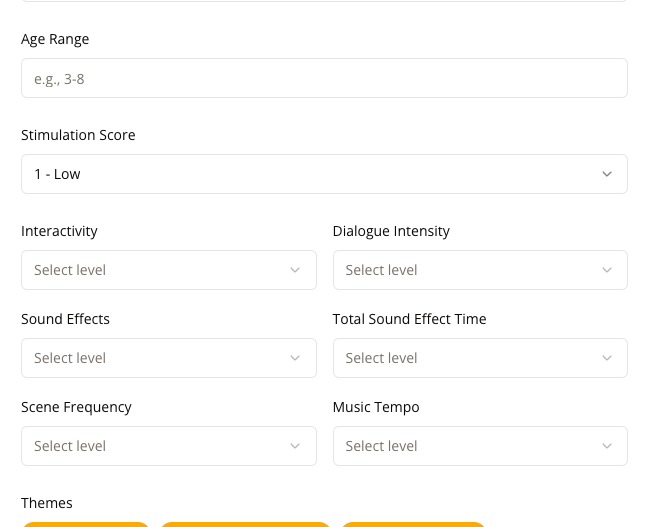 Age Range
e.g., 3-8
Stimulation Score
1 - Low
Interactivity
Dialogue Intensity
Select level
Select level
Sound Effects
Total Sound Effect Time
Select level
Select level
Scene Frequency
Music Tempo
Select level
Select level
Themes